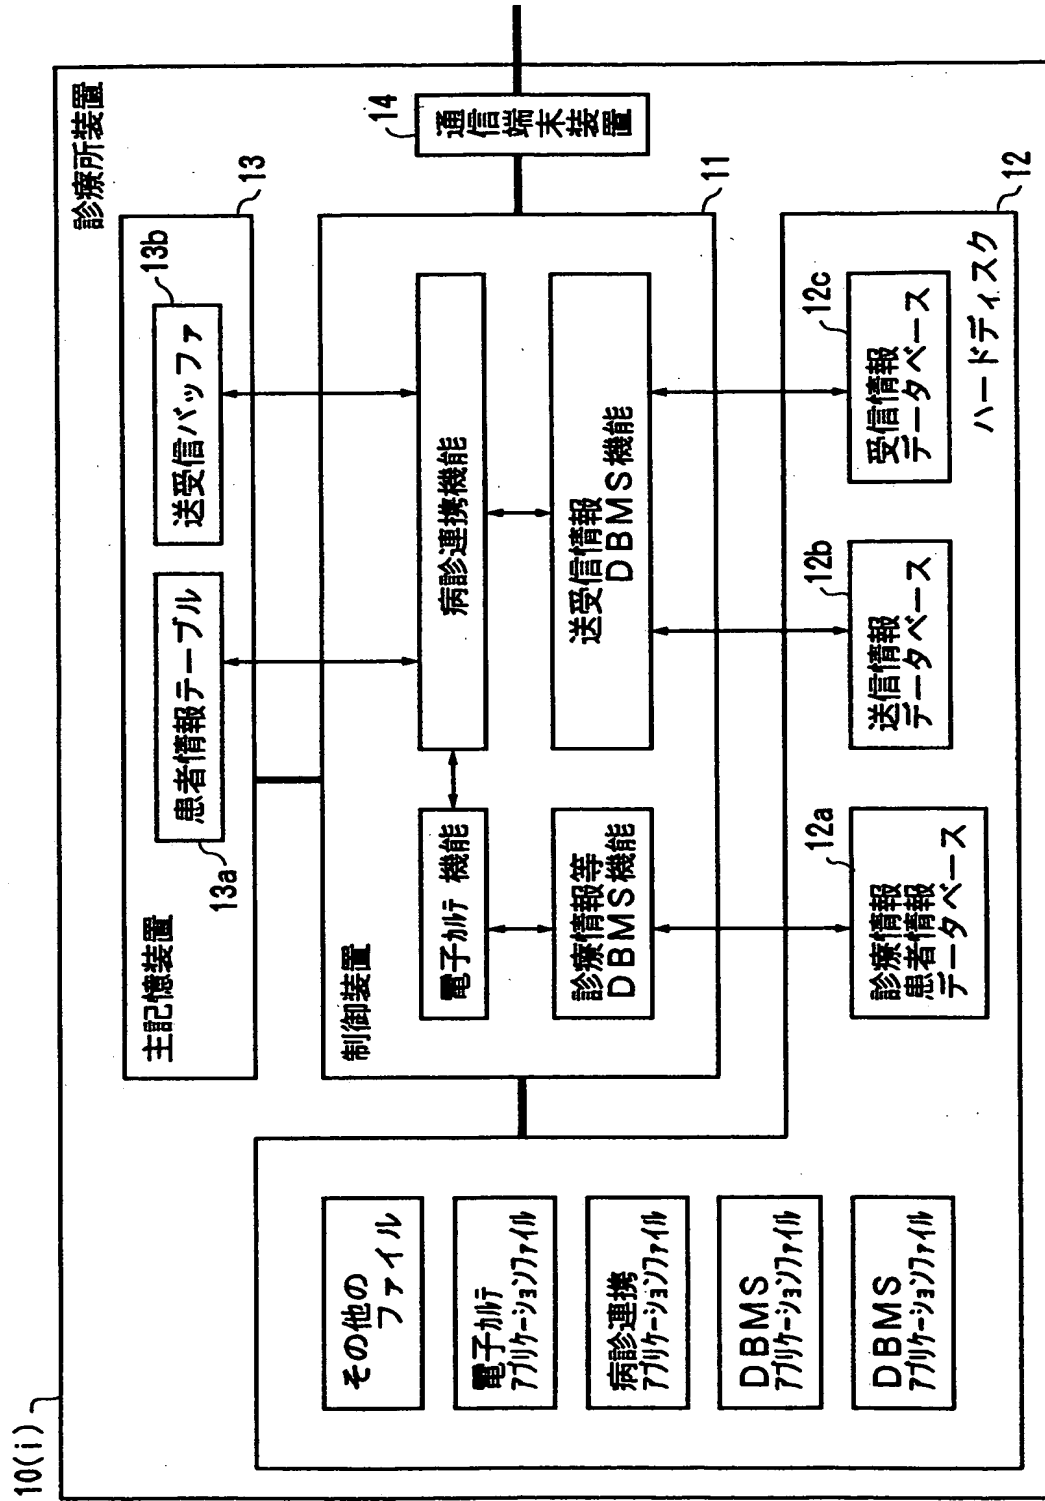 10(i)
診療所装置
主記憶装置
13
患者情報テーブル
13a
送受信バッファ
13b
制御装置
11
電子カルテ 機能
病診連携機能
診療情報等
DBMS機能
送受信情報
DBMS機能
14
通信端末装置
ハードディスク
12
その他の
ファイル
電子カルテ
アプリケーションファイル
病診連携
アプリケーションファイル
DBMS
アプリケーションファイル
DBMS
アプリケーションファイル
12a
診療情報
患者情報
データベース
12b
送信情報
データベース
12c
受信情報
データベース